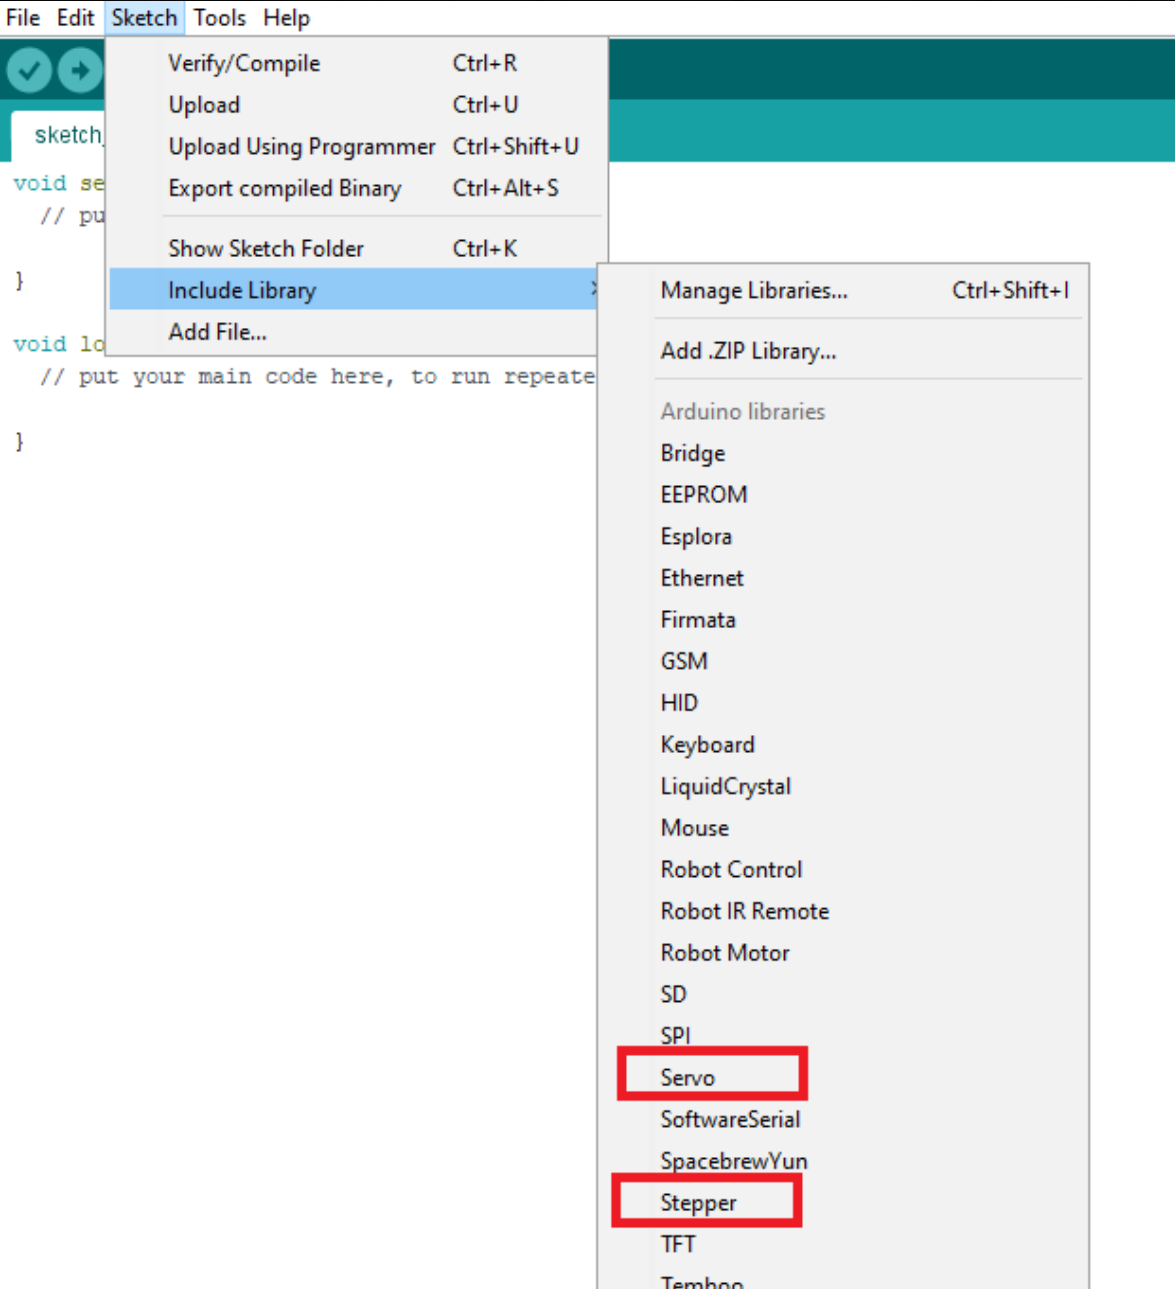 File Edit Sketch Tools Help
Verify/Compile Ctrl+R
Upload Ctrl+U
Upload Using Programmer Ctrl+Shift+U
Export compiled Binary Ctrl+Alt+S
Show Sketch Folder Ctrl+K
Include Library
Add File...
sketch_
void se
// pu
}
void lo
// put your main code here, to run repeate
}
Manage Libraries... Ctrl+Shift+I
Add .ZIP Library...
Arduino libraries
Bridge
EEPROM
Esplora
Ethernet
Firmata
GSM
HID
Keyboard
LiquidCrystal
Mouse
Robot Control
Robot IR Remote
Robot Motor
SD
SPI
Servo
SoftwareSerial
SpacebrewYun
Stepper
TFT
Temboo